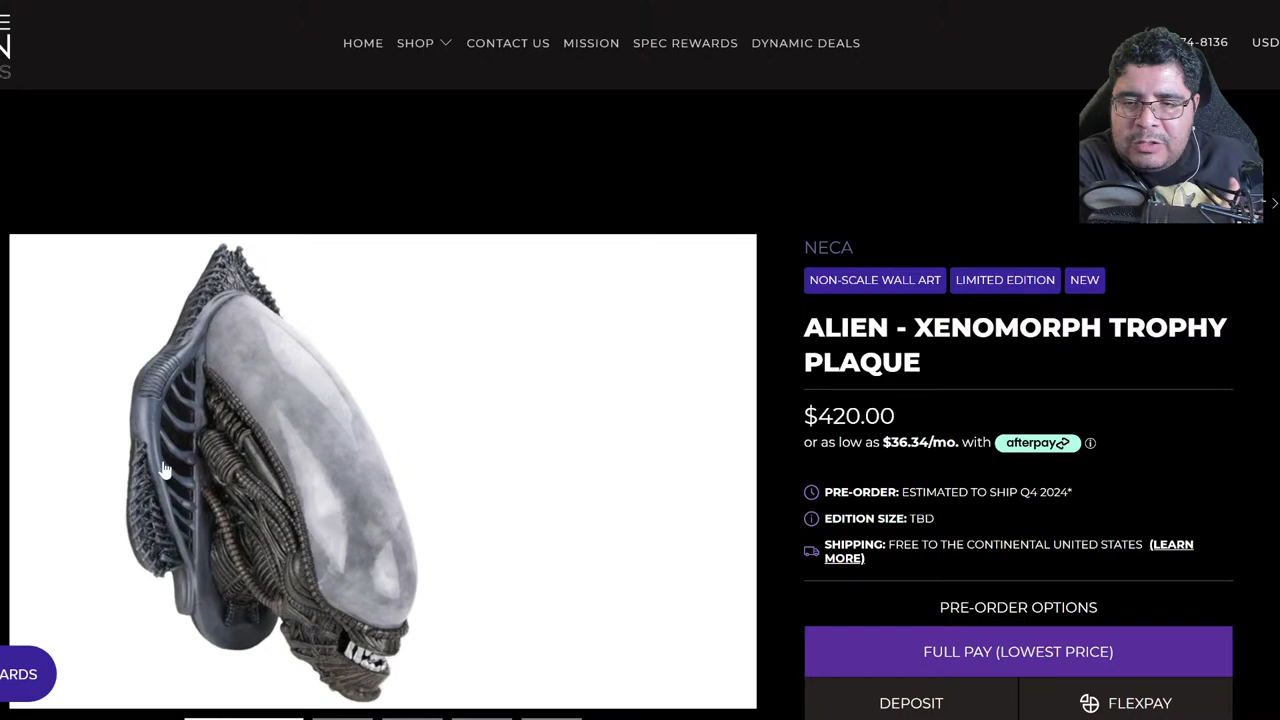 N
S
HOME SHOP CONTACT US MISSION SPEC REWARDS DYNAMIC DEALS
74-8136 USD
NECA
NON-SCALE WALL ART LIMITED EDITION NEW
ALIEN - XENOMORPH TROPHY
PLAQUE
$420.00
or as low as $36.34/mo. with afterpay
PRE-ORDER: ESTIMATED TO SHIP Q4 2024*
EDITION SIZE: TBD
SHIPPING: FREE TO THE CONTINENTAL UNITED STATES (LEARN
MORE)
PRE-ORDER OPTIONS
FULL PAY (LOWEST PRICE)
ARDS
DEPOSIT FLEXPAY